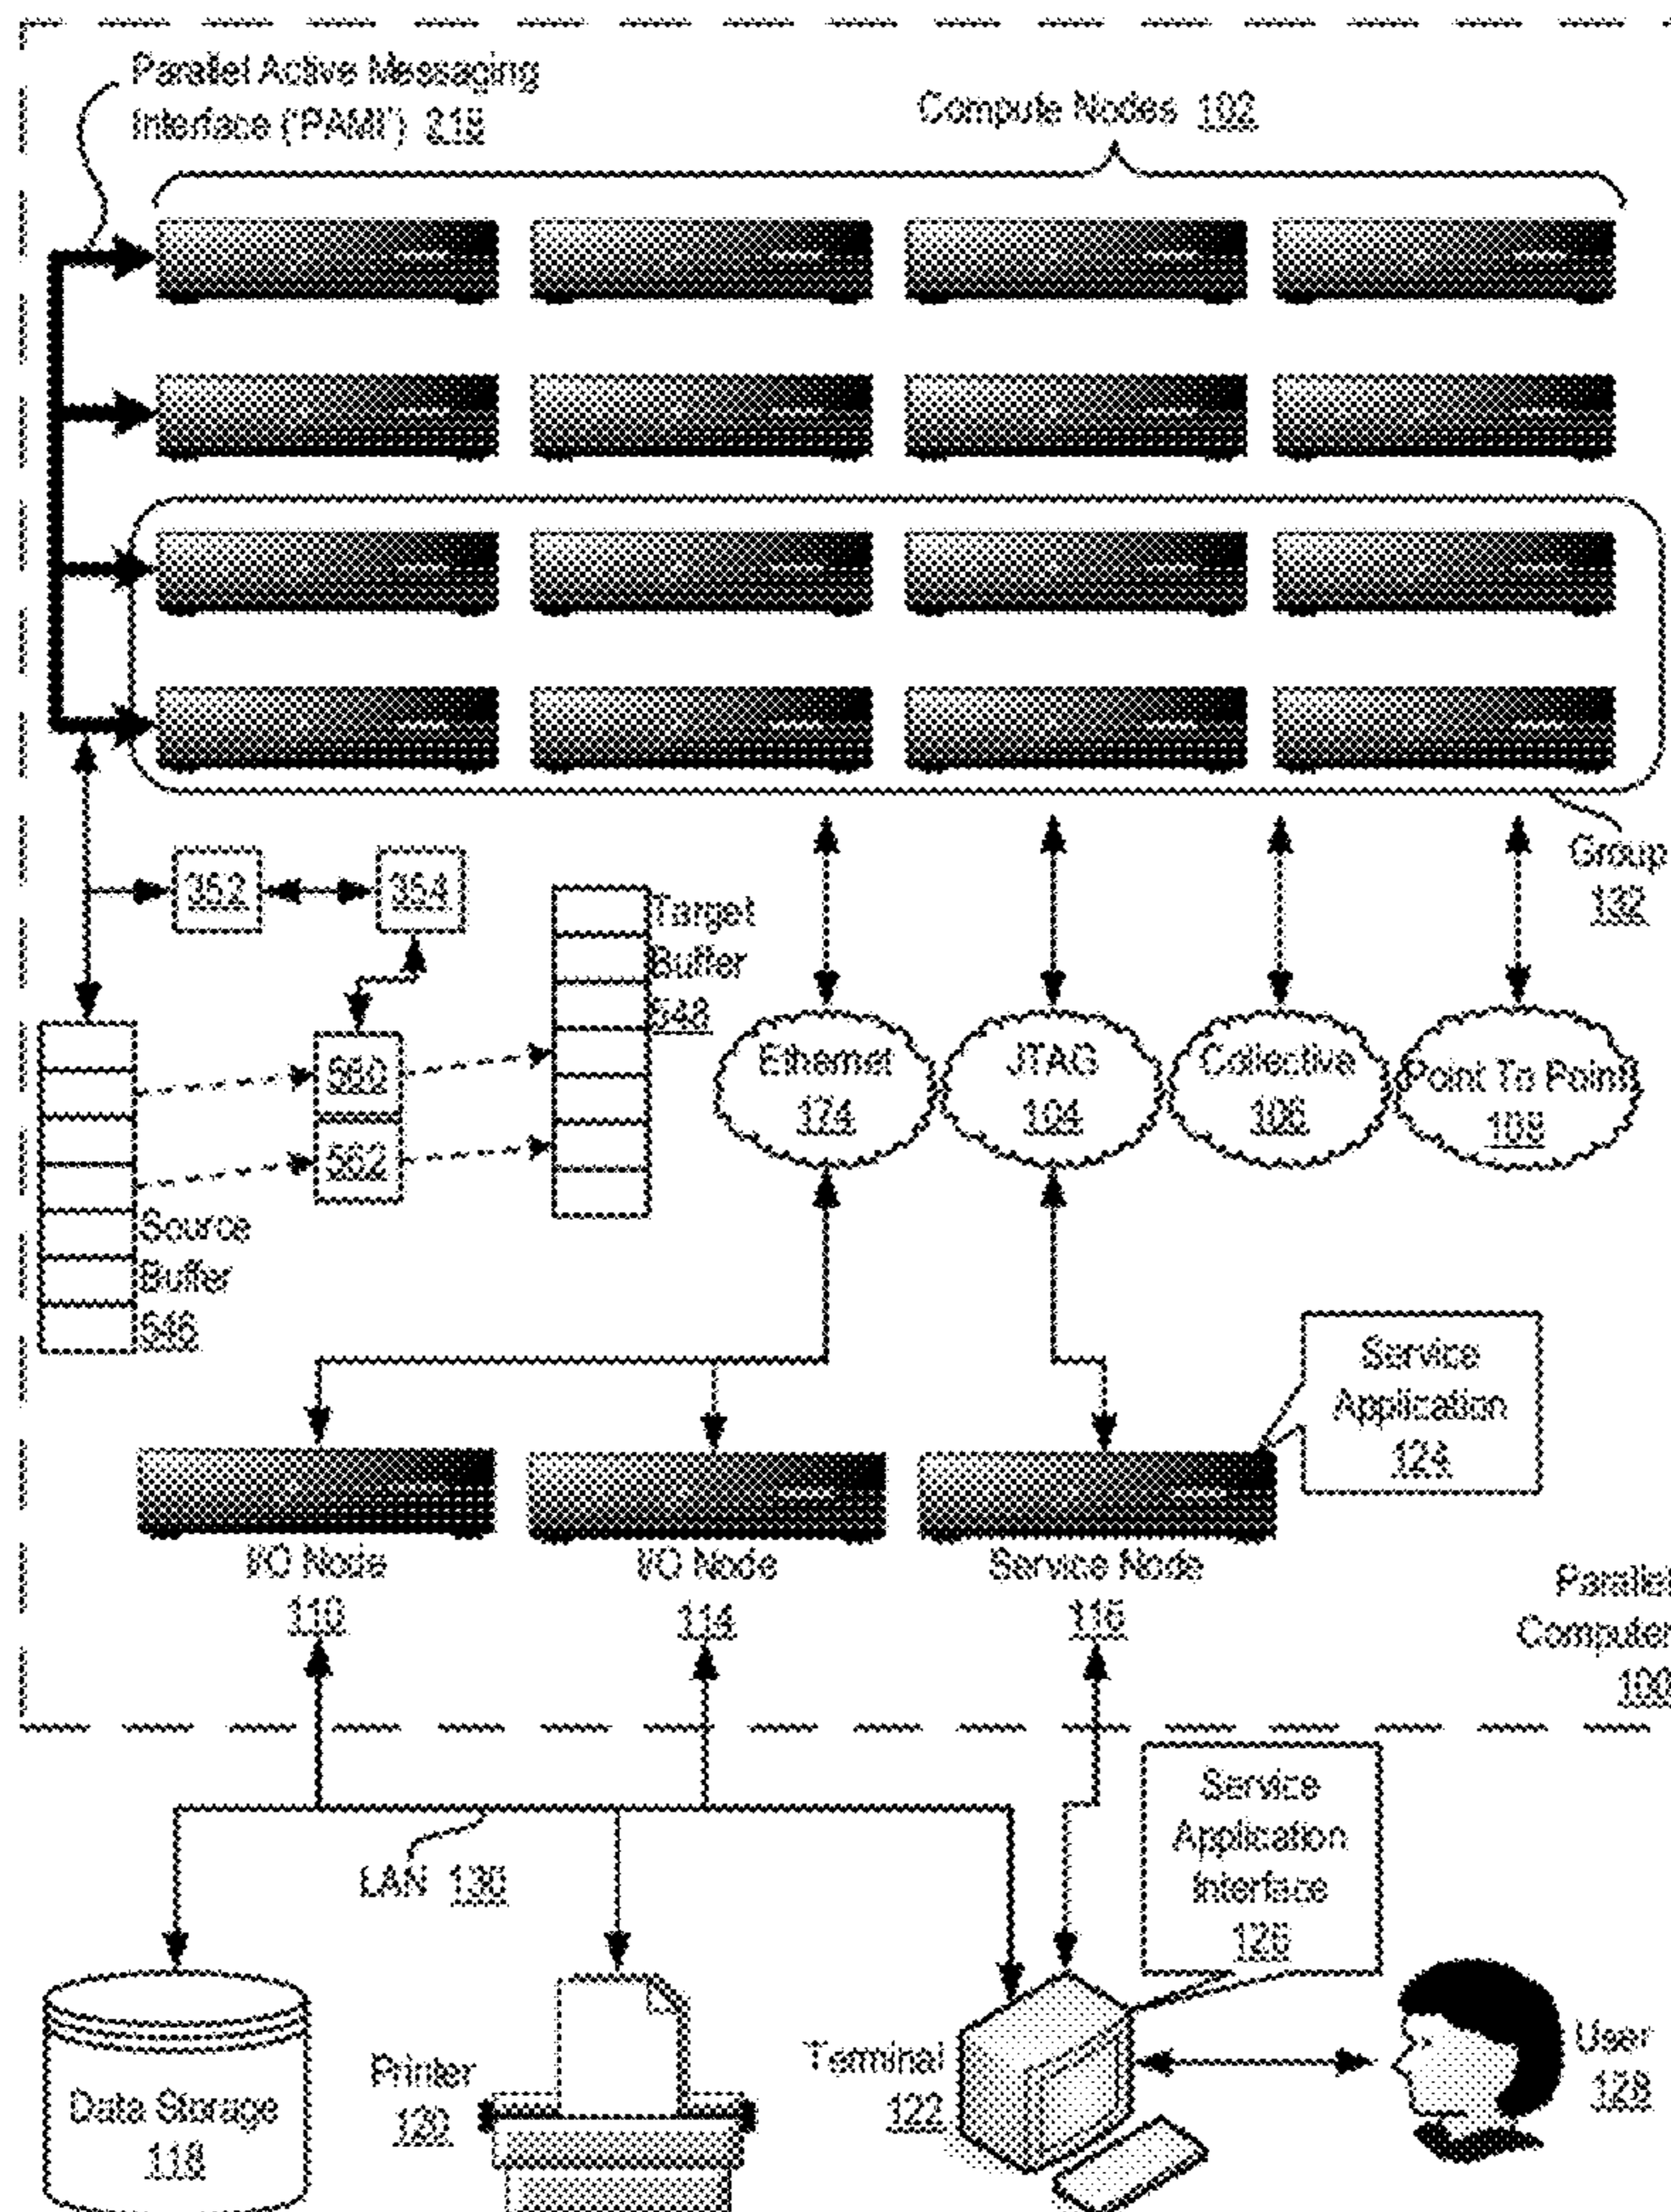 Parallel Active Messaging
Interface ('PAMI') 218
Compute Nodes 102
Group
132
352
354
Target
Buffer
548
560
562
Source
Buffer
546
Ethernet
174
JTAG
104
Collective
106
Point To Point
108
Service
Application
124
I/O Node
110
I/O Node
114
Service Node
116
Parallel
Computer
100
LAN 130
Service
Application
Interface
126
Data Storage
118
Printer
120
Terminal
122
User
128